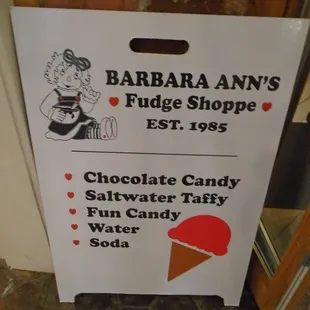 BARBARA ANN'S
Fudge Shoppe
EST. 1985
Chocolate Candy
Saltwater Taffy
Fun Candy
Water
Soda